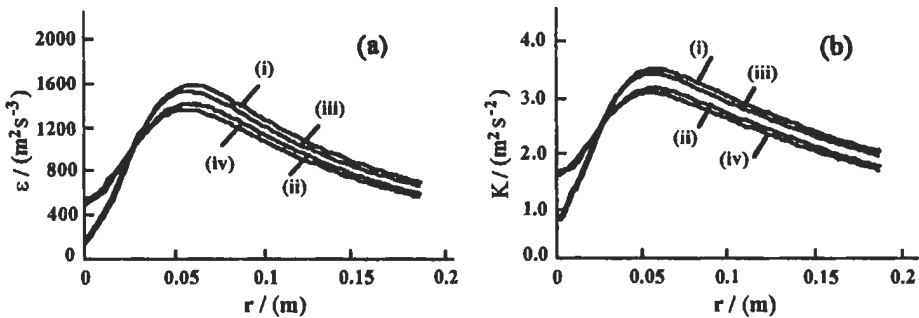 2000
1600
1200
800
400
0
ε / (m²s⁻³)
(a)
(i)
(iii)
(iv)
(ii)
0
0.05
0.1
0.15
0.2
r / (m)
4.0
3.0
2.0
1.0
0.0
K / (m²s⁻²)
(b)
(i)
(iii)
(ii)
(iv)
0
0.05
0.1
0.15
0.2
r / (m)